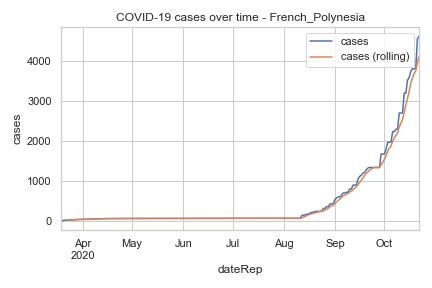 COVID-19 cases over time - French_Polynesia
cases
cases (rolling)
cases
4000
3000
2000
1000
0
Apr May Jun Jul Aug Sep Oct
2020
dateRep